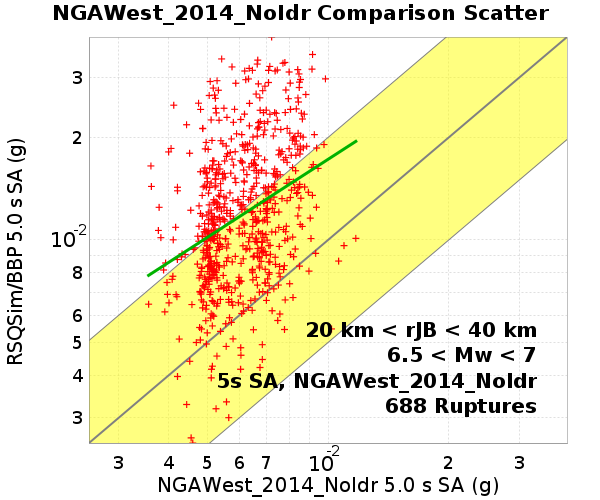 NGAWest_2014_NoIdr Comparison Scatter
RSQSim/BBP 5.0 s SA (g)
3
2
10-2
8
6
5
4
3
20 km < rJB < 40 km
6.5 < Mw < 7
5s SA, NGAWest_2014_NoIdr
688 Ruptures
3 4 5 6 7 10-2 2 3
NGAWest_2014_NoIdr 5.0 s SA (g)